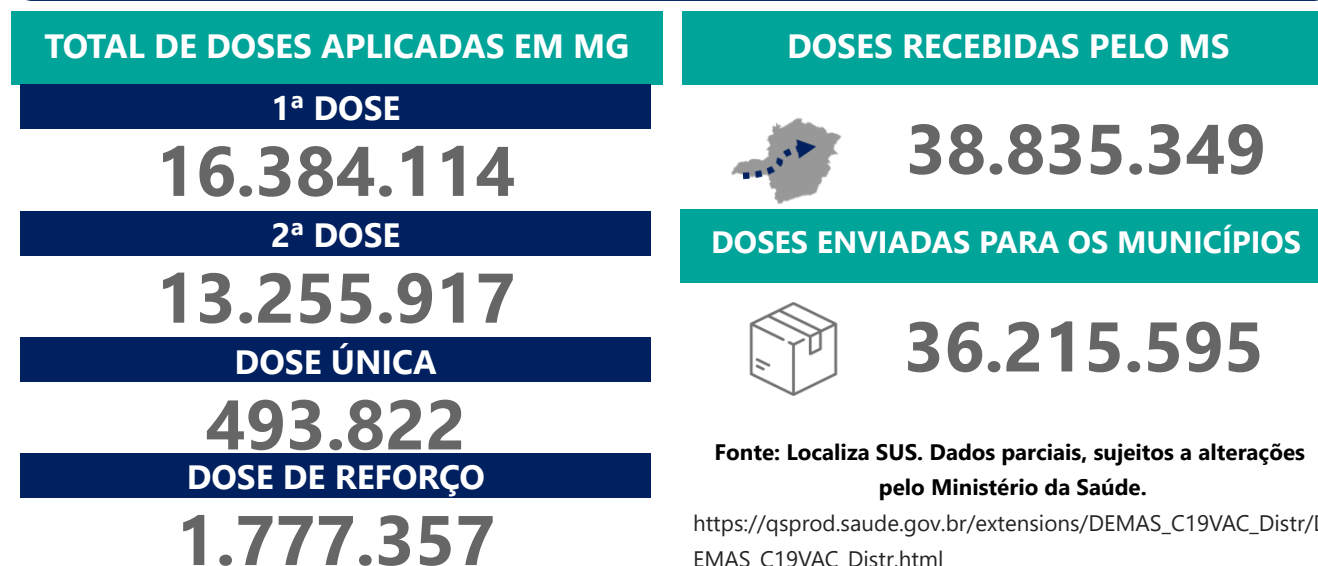 TOTAL DE DOSES APLICADAS EM MG
1ª DOSE
16.384.114
2ª DOSE
13.255.917
DOSE ÚNICA
493.822
DOSE DE REFORÇO
1.777.357
DOSES RECEBIDAS PELO MS
38.835.349
DOSES ENVIADAS PARA OS MUNICÍPIOS
36.215.595
Fonte: Localiza SUS. Dados parciais, sujeitos a alterações
pelo Ministério da Saúde.
https://qsprod.saude.gov.br/extensions/DEMAS_C19VAC_Distr/D
EMAS_C19VAC_Distr.html